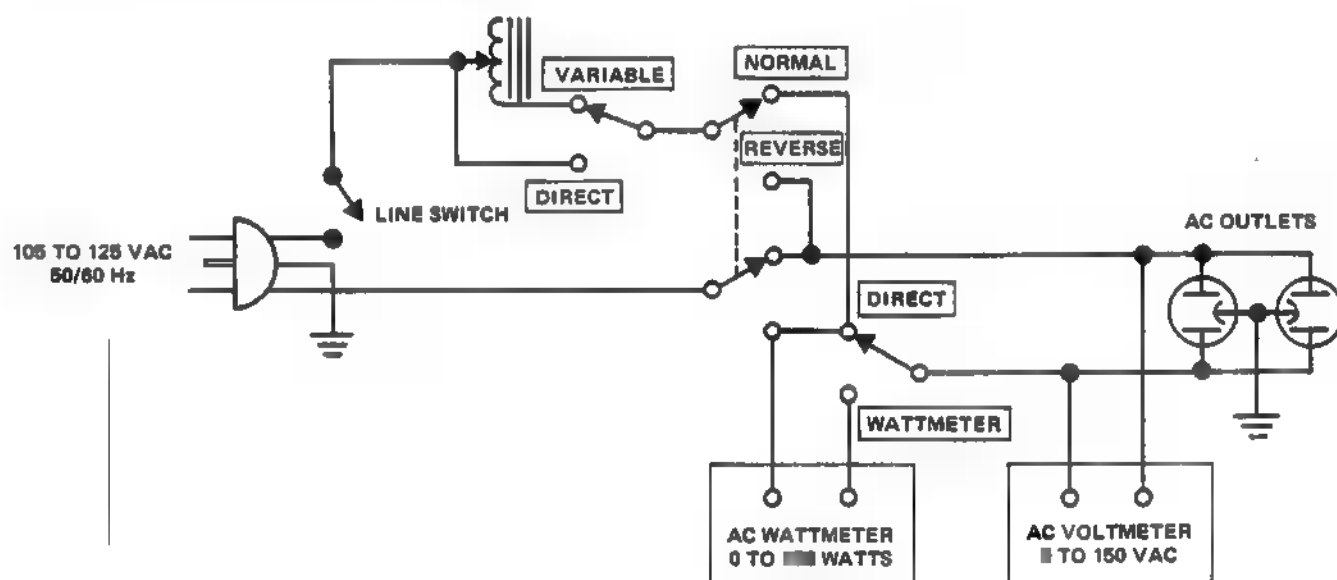 VARIABLE
NORMAL
REVERSE
DIRECT
LINE SWITCH
AC OUTLETS
105 TO 125 VAC
50/60 Hz
DIRECT
WATTMETER
AC WATTMETER
0 TO WATTS
AC VOLTMETER
TO 150 VAC